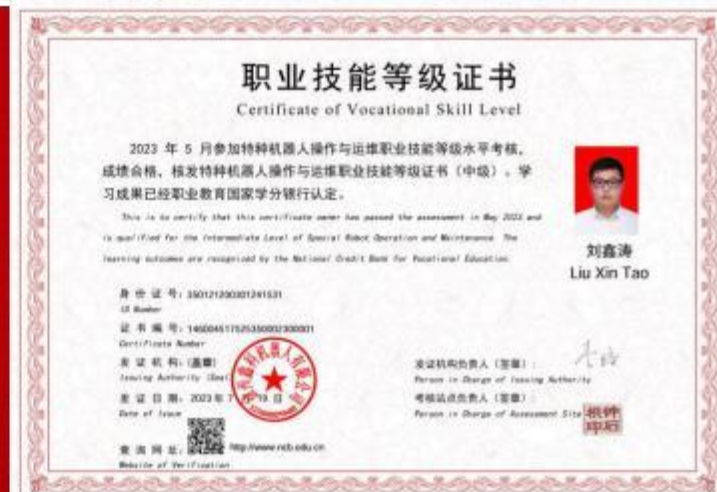 职业技能等级证书
Certificate of Vocational Skill Level
2023 年 5 月参加特种机器人操作与运维职业技能等级水平考核，
成绩合格，核发特种机器人操作与运维职业技能等级证书（中级）。学
习成果已经职业教育国家学分银行认定。
This is to certify that this certificate owner has passed the assessment in May 2023 and
is qualified for the Intermediate Level of Special Robot Operation and Maintenance. The
learning outcomes are recognized by the National Credit Bank for Vocational Education.
刘鑫涛
Liu Xin Tao
身 份 证 号：350121200301241531
ID Number
证 书 编 号：
Certificate Number
发 证 机 构：(盖章)
Issuing Authority (Seal)
发证机构负责人（签章）：
Person in Charge of Issuing Authority
发 证 日 期：2023 年 7 月 19 日
Date of Issue
考核站点负责人（签章）：
Person in Charge of Assessment Site
查 询 网 址：http://www.ncb.edu.cn
Website of Verification